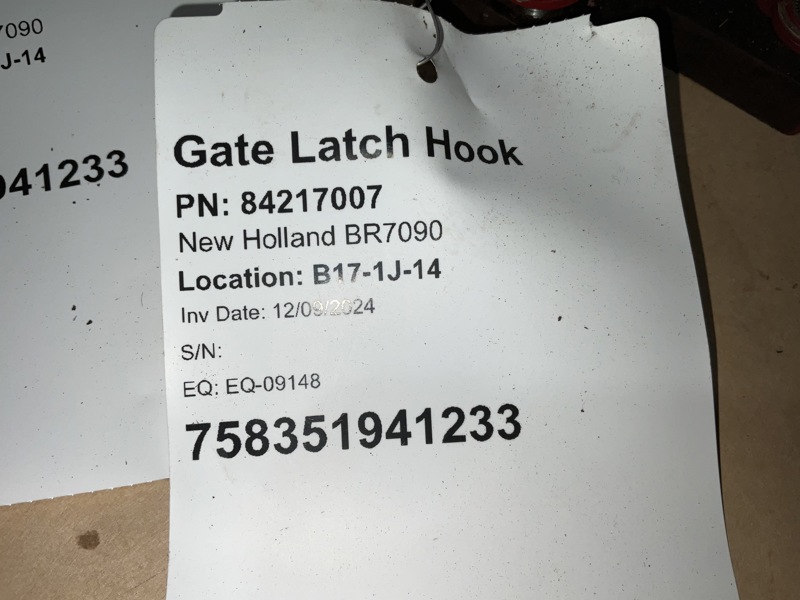 7090
J-14
941233
Gate Latch Hook
PN: 84217007
New Holland BR7090
Location: B17-1J-14
Inv Date: 12/09/2024
S/N:
EQ: EQ-09148
758351941233